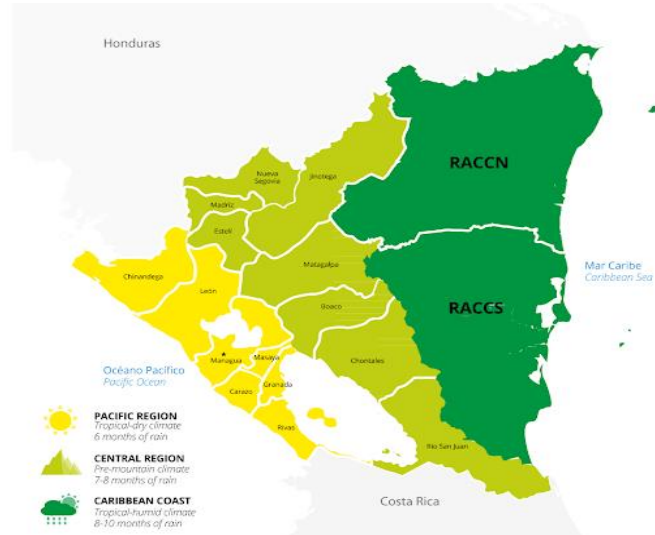 Honduras
Nueva
Segovia
Jinotega
Madriz
Estelí
RACCN
Chinandega
León
Matagalpa
Mar Caribe
Caribbean Sea
Boaco
RACCS
Managua
Masaya
Chontales
Océano Pacífico
Pacific Ocean
Granada
Carazo
Rivas
Río San Juan
PACIFIC REGION
Tropical-dry climate
6 months of rain
CENTRAL REGION
Pre-mountain climate
7-8 months of rain
CARIBBEAN COAST
Tropical-humid climate
8-10 months of rain
Costa Rica